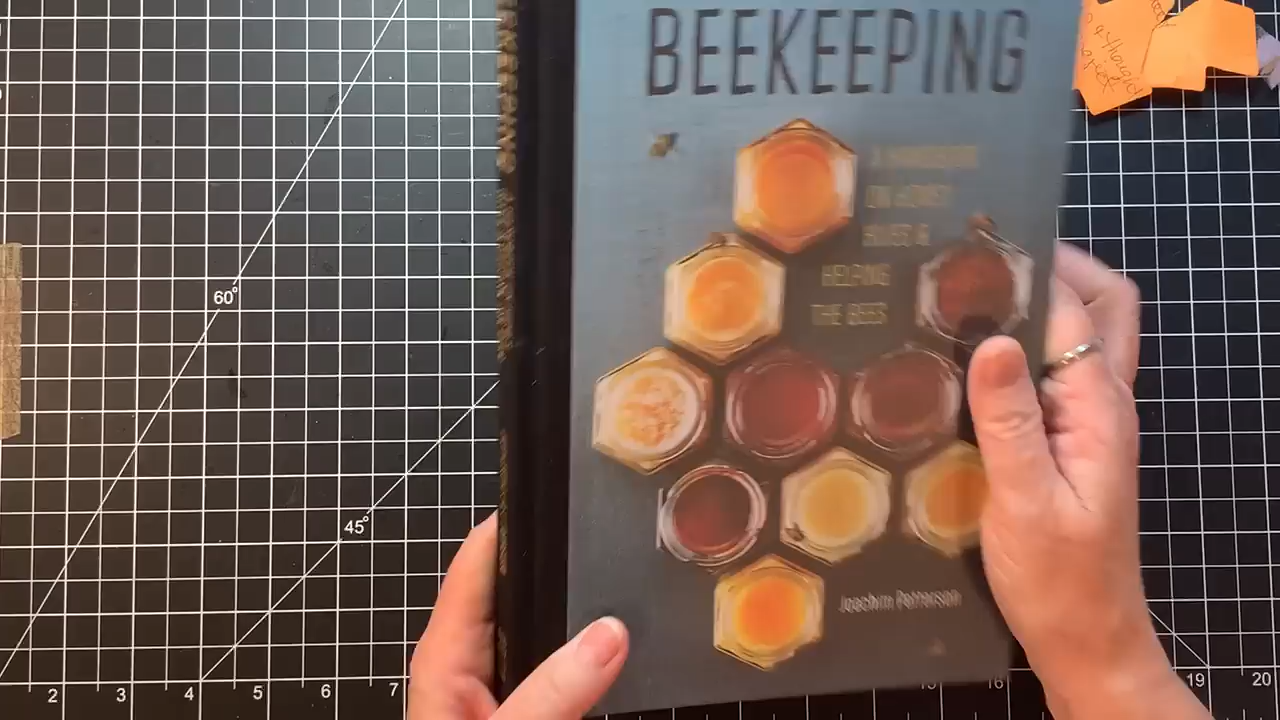 BEEKEEPING
A HANDBOOK
ON HONEY
HIVES &
HELPING
THE BEES
Joachim Petterson
60°
45°
2
3
4
5
6
7
15
16
19
20